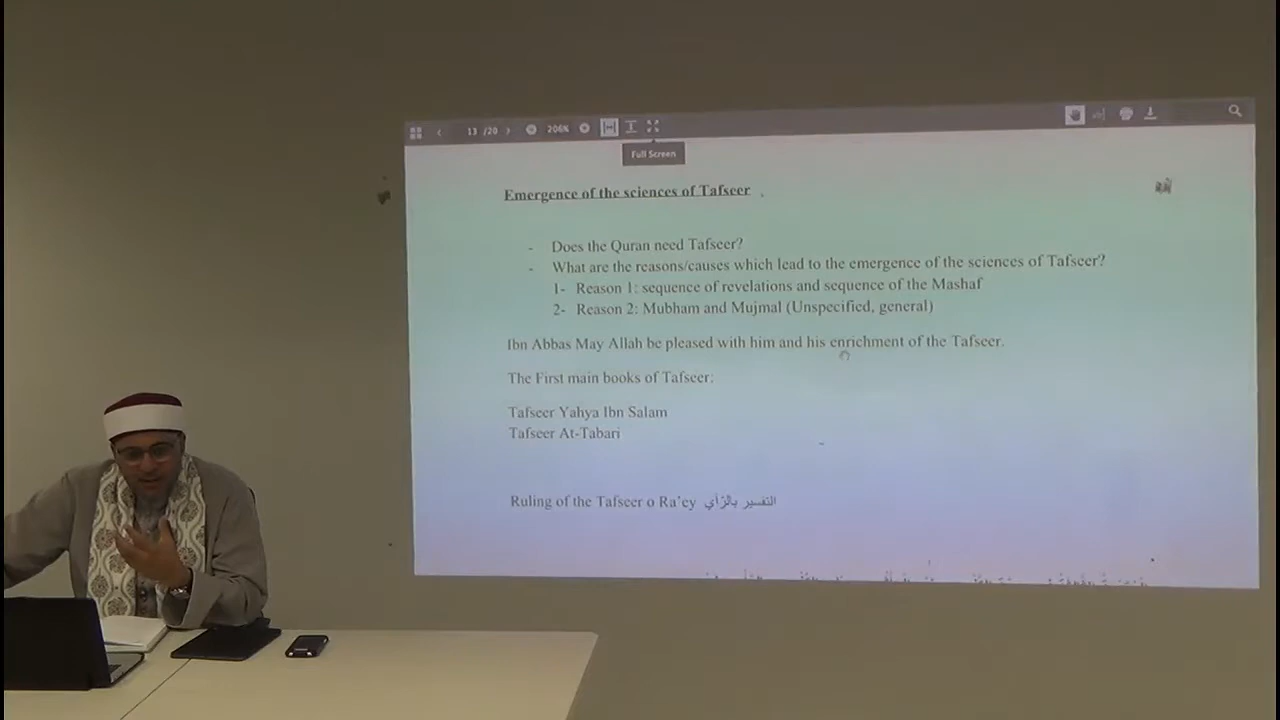 13 /20 206%
Full Screen
Emergence of the sciences of Tafseer .
- Does the Quran need Tafseer?
- What are the reasons/causes which lead to the emergence of the sciences of Tafseer?
1- Reason 1: sequence of revelations and sequence of the Mashaf
2- Reason 2: Mubham and Mujmal (Unspecified, general)
Ibn Abbas May Allah be pleased with him and his enrichment of the Tafseer.
The First main books of Tafseer:
Tafseer Yahya Ibn Salam
Tafseer At-Tabari
Ruling of the Tafseer o Ra’ey التفسير بالرّأي